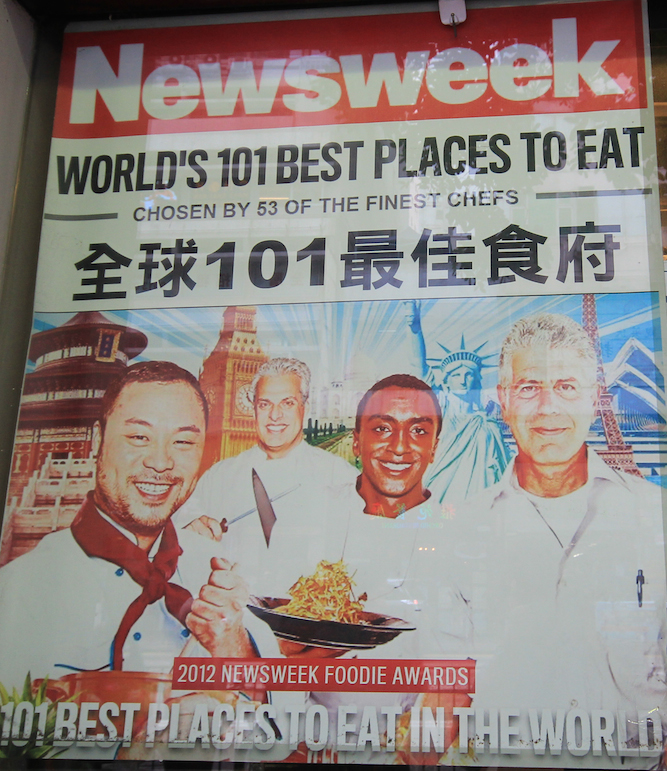 Newsweek
WORLD'S 101 BEST PLACES TO EAT
CHOSEN BY 53 OF THE FINEST CHEFS
全球101最佳食府
2012 NEWSWEEK FOODIE AWARDS
101 BEST PLACES TO EAT IN THE WORLD